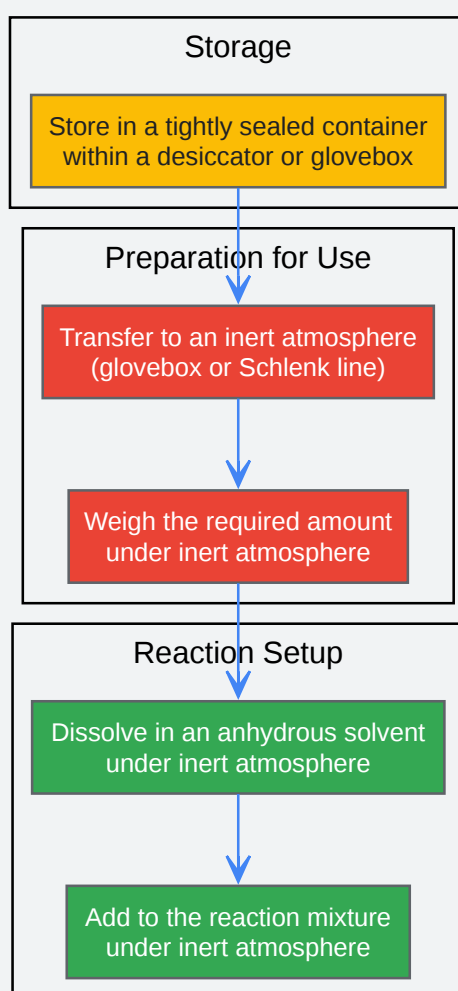 Storage
Store in a tightly sealed container
within a desiccator or glovebox
Preparation for Use
Transfer to an inert atmosphere
(glovebox or Schlenk line)
Weigh the required amount
under inert atmosphere
Reaction Setup
Dissolve in an anhydrous solvent
under inert atmosphere
Add to the reaction mixture
under inert atmosphere